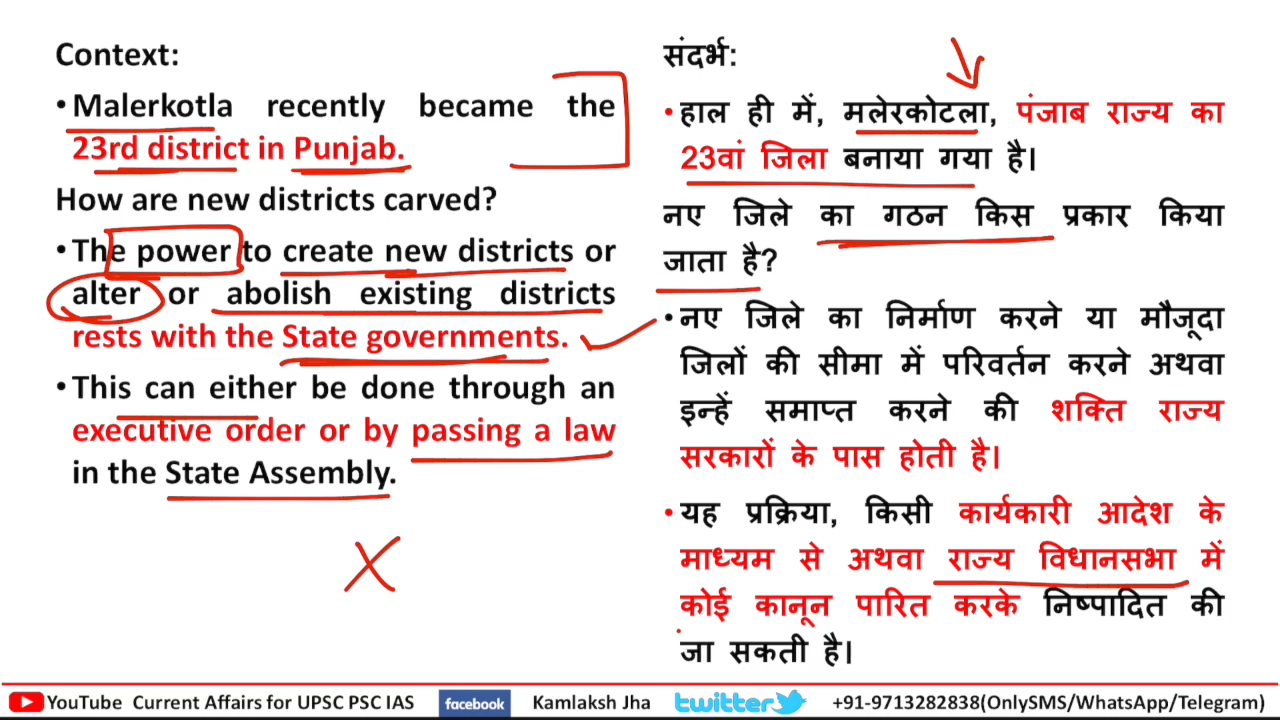 Context:
• Malerkotla recently became the
23rd district in Punjab.
How are new districts carved?
• The power to create new districts or
alter or abolish existing districts
rests with the State governments.
• This can either be done through an
executive order or by passing a law
in the State Assembly.
संदर्भ:
• हाल ही में, मलेरकोटला, पंजाब राज्य का
23वां जिला बनाया गया है।
नए जिले का गठन किस प्रकार किया
जाता है?
• नए जिले का निर्माण करने या मौजूदा
जिलों की सीमा में परिवर्तन करने अथवा
इन्हें समाप्त करने की शक्ति राज्य
सरकारों के पास होती है।
• यह प्रक्रिया, किसी कार्यकारी आदेश के
माध्यम से अथवा राज्य विधानसभा में
कोई कानून पारित करके निष्पादित की
जा सकती है।
YouTube Current Affairs for UPSC PSC IAS facebook Kamlaksh Jha twitter +91-9713282838(OnlySMS/WhatsApp/Telegram)